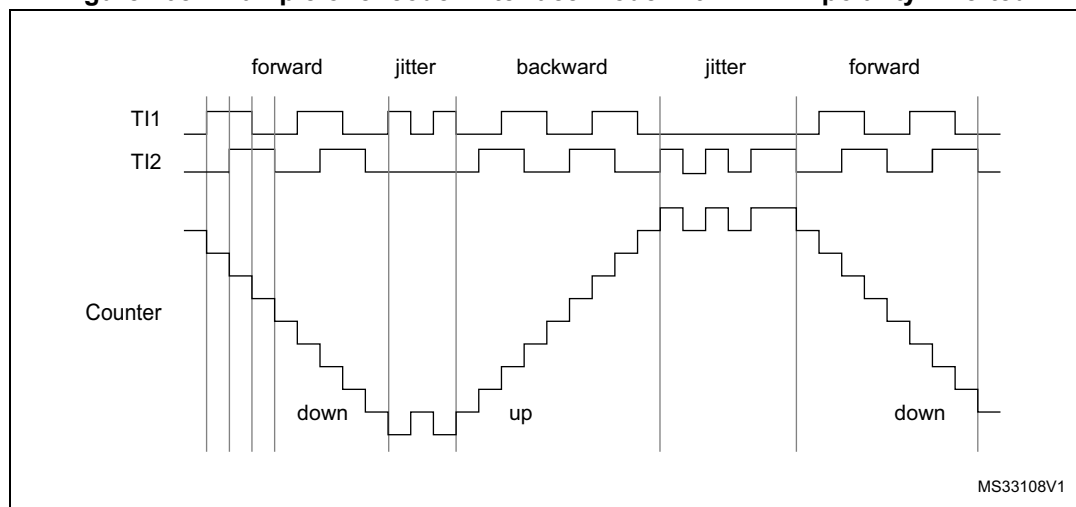 forward jitter backward jitter forward
TI1
TI2
Counter
down up down
MS33108V1